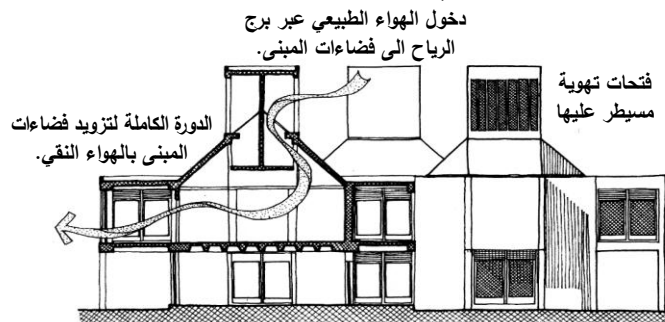 دخول الهواء الطبيعي عبر برج
الرياح الى فضاءات المبنى.
فتحات تهوية
مسيطر عليها
الدورة الكاملة لتزويد فضاءات
المبنى بالهواء النقي.